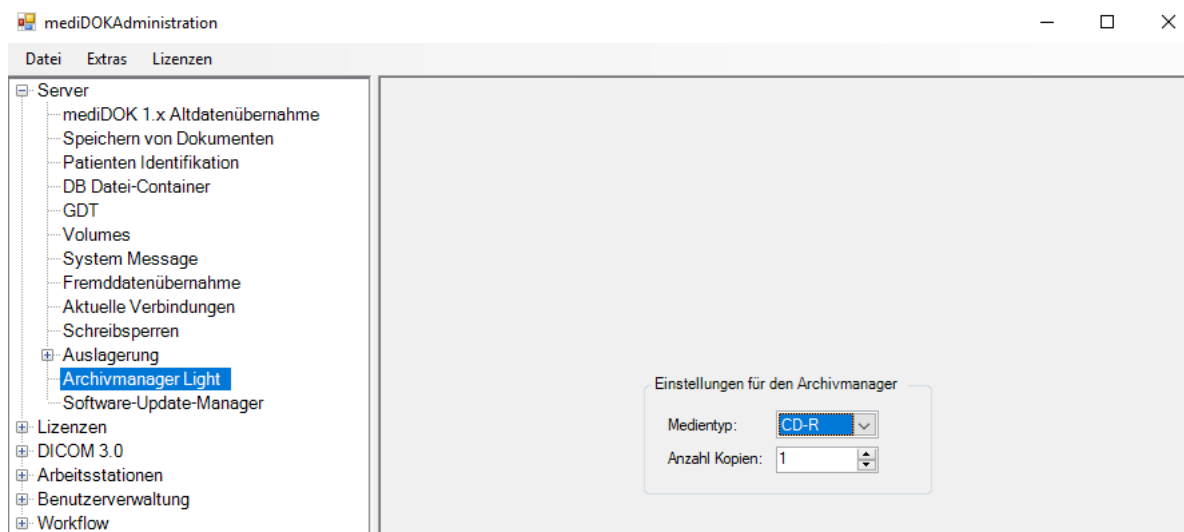 mediDOKAdministration
Datei Extras Lizenzen
Server
mediDOK 1.x Altdatenübernahme
Speichern von Dokumenten
Patienten Identifikation
DB Datei-Container
GDT
Volumes
System Message
Fremddatenübernahme
Aktuelle Verbindungen
Schreibsperren
Auslagerung
Archivmanager Light
Software-Update-Manager
Lizenzen
DICOM 3.0
Arbeitsstationen
Benutzerverwaltung
Workflow
Einstellungen für den Archivmanager
Medientyp: CD-R
Anzahl Kopien: 1